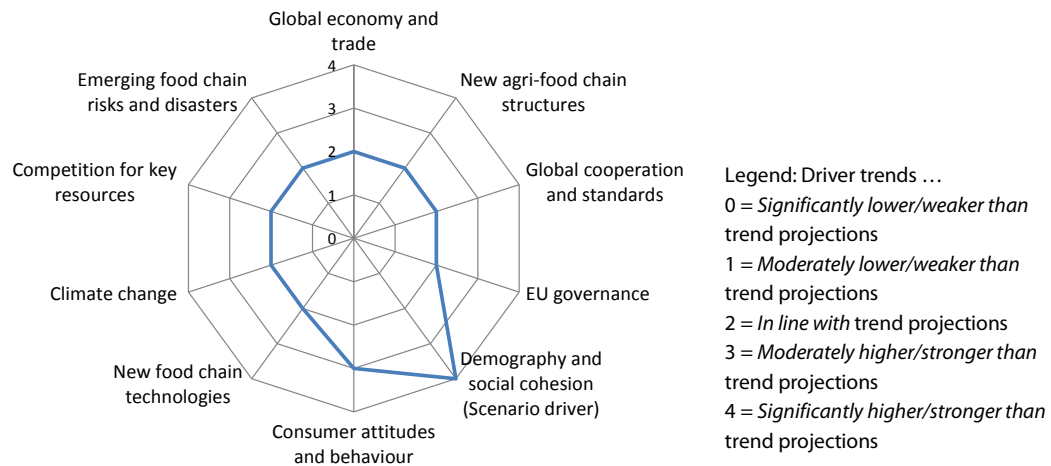 Global economy and
trade
New agri-food chain
structures
Global cooperation
and standards
EU governance
Demography and
social cohesion
(Scenario driver)
Consumer attitudes
and behaviour
New food chain
technologies
Climate change
Competition for key
resources
Emerging food chain
risks and disasters
4
3
2
1
0
Legend: Driver trends …
0 = Significantly lower/weaker than
trend projections
1 = Moderately lower/weaker than
trend projections
2 = In line with trend projections
3 = Moderately higher/stronger than
trend projections
4 = Significantly higher/stronger than
trend projections